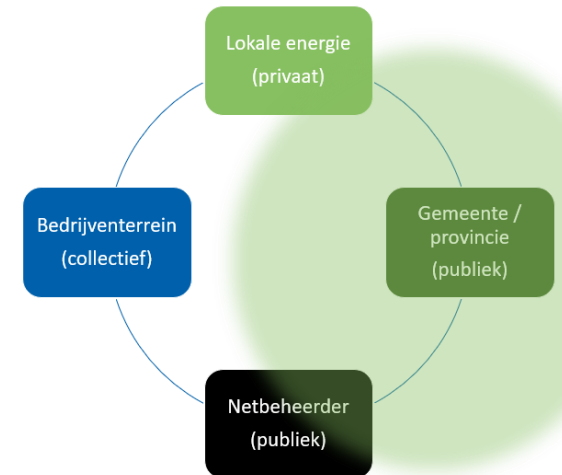 Lokale energie
(privaat)
Bedrijventerrein
(collectief)
Gemeente /
provincie
(publiek)
Netbeheerder
(publiek)